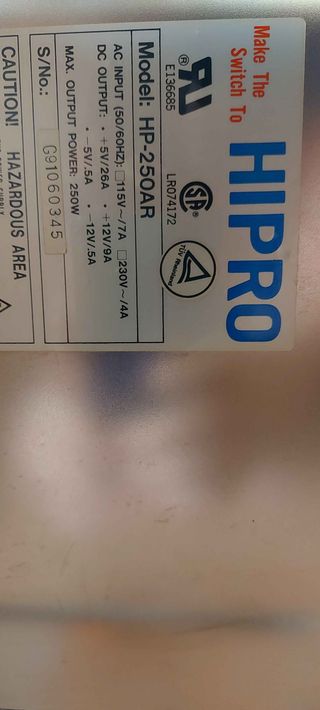 Make The
Switch To
HIPRO
E136685
LR074172
Model: HP-250AR
AC INPUT (50/60HZ): □115V~/7A □230V~/4A
DC OUTPUT: • +5V/26A • +12V/9A
• -5V/.5A • -12V/.5A
MAX. OUTPUT POWER: 250W
S/No.: G91060345
CAUTION! HAZARDOUS AREA